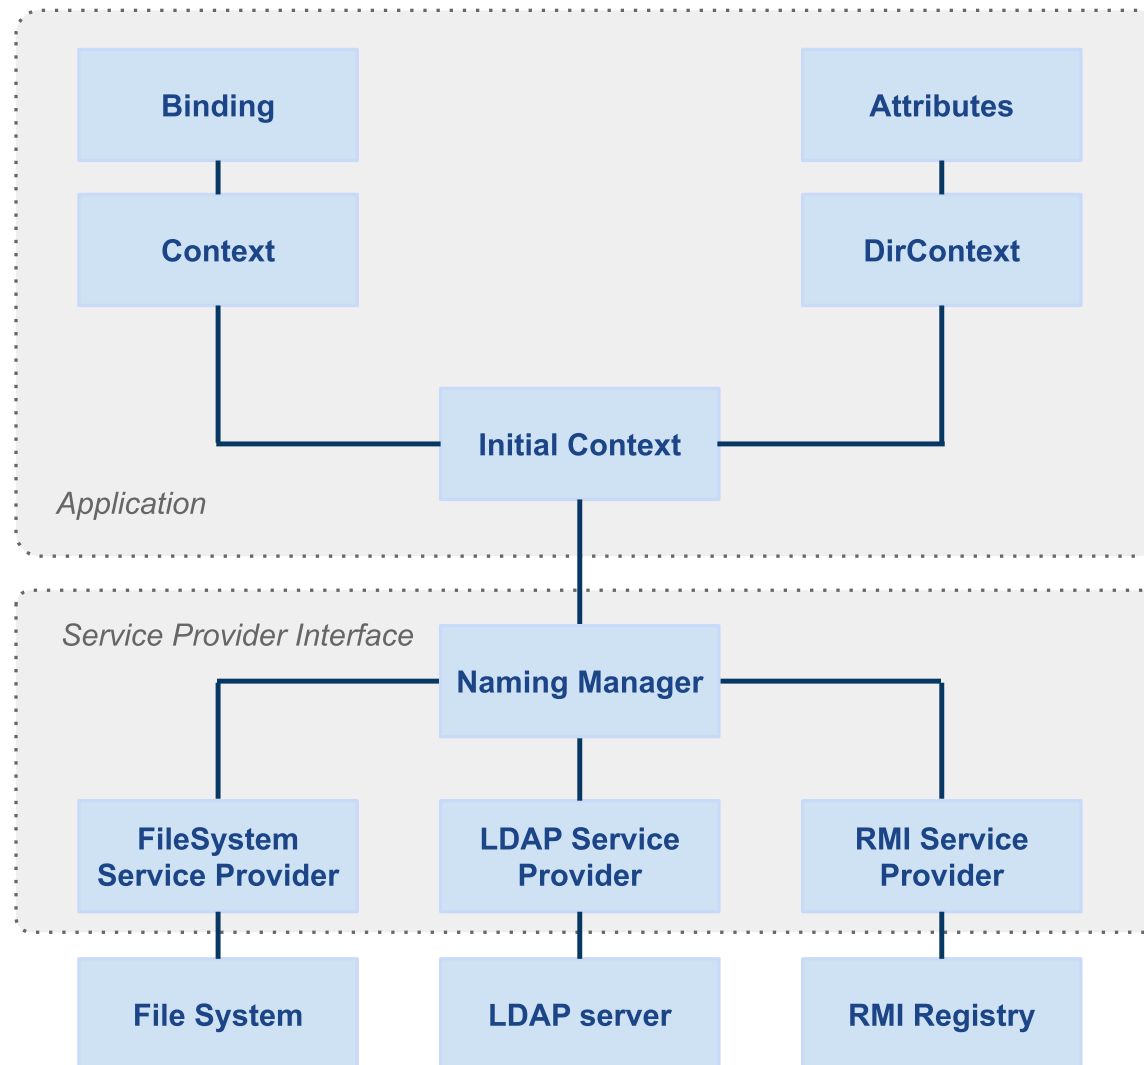 Binding
Attributes
Context
DirContext
Initial Context
Application
Service Provider Interface
Naming Manager
FileSystem
Service Provider
LDAP Service
Provider
RMI Service
Provider
File System
LDAP server
RMI Registry